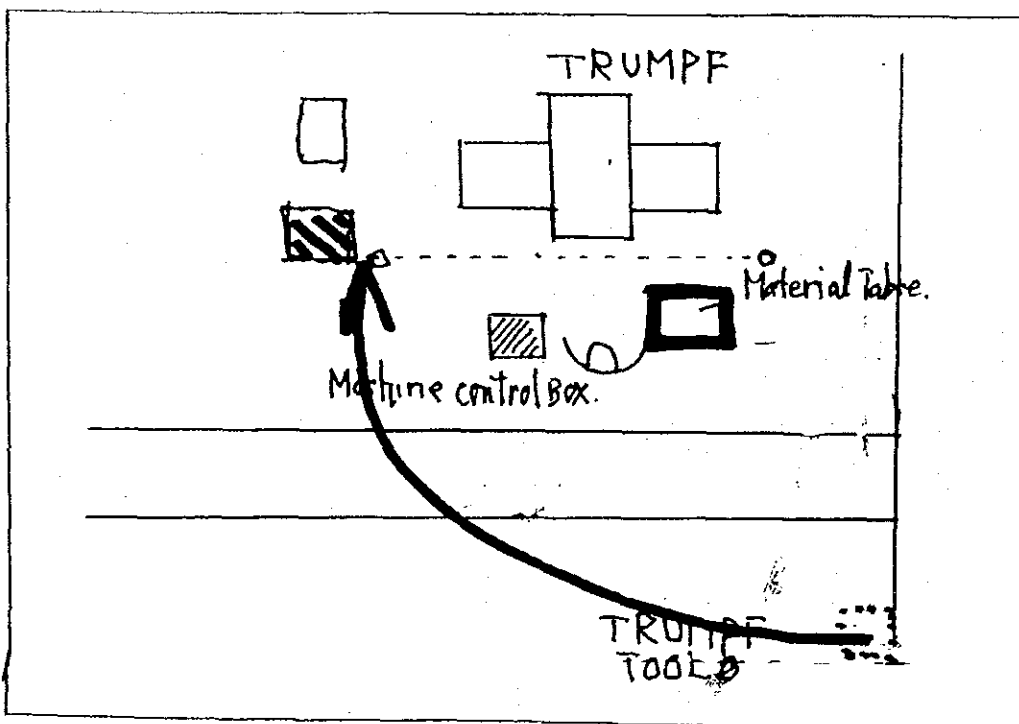 TRUMPF
Material Table.
Machine control Box.
TRUMPF
TOOLS